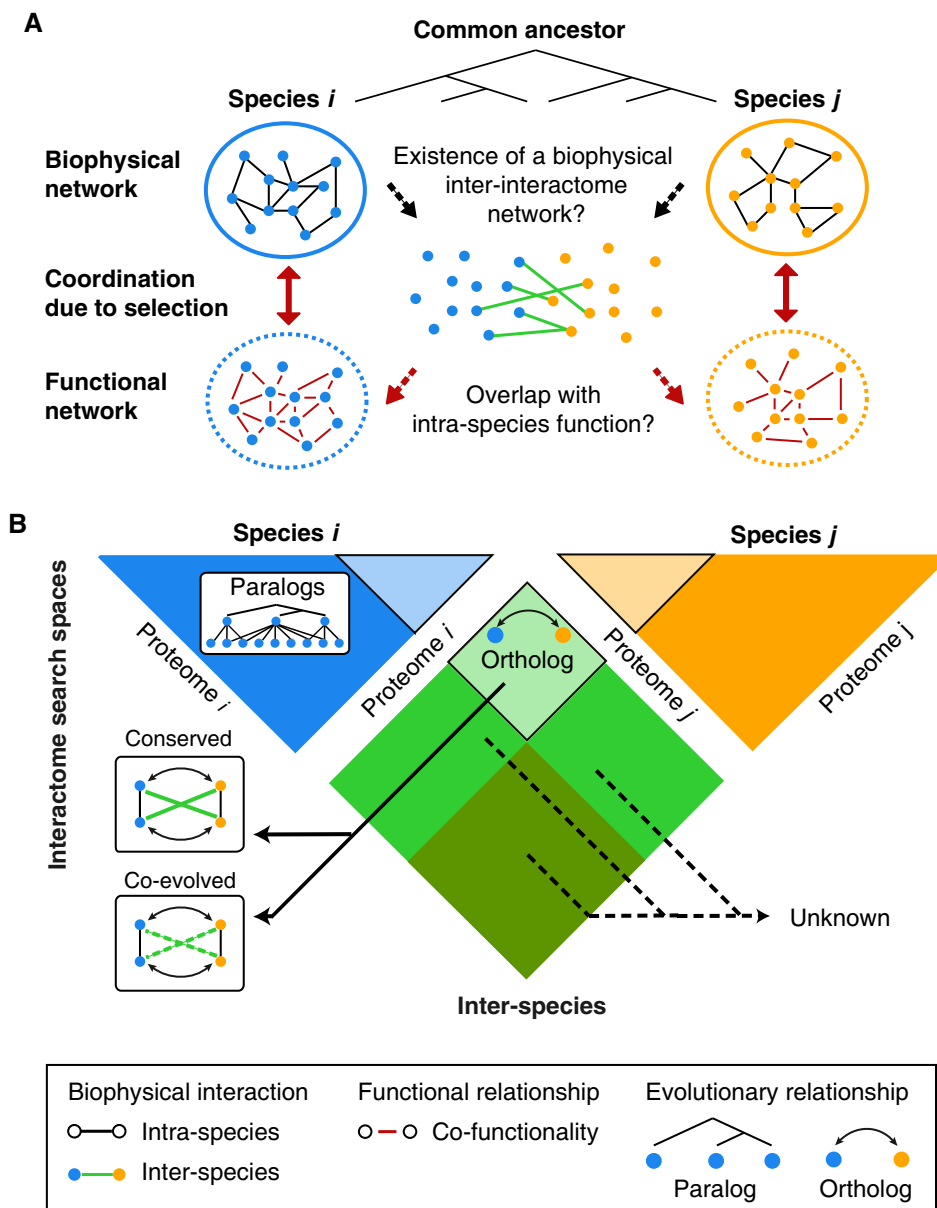 A
Common ancestor
Species i
Species j
Biophysical
network
Existence of a biophysical
inter-interactome
network?
Coordination
due to selection
Functional
network
Overlap with
intra-species function?
B
Species i
Species j
Interactome search spaces
Paralogs
Proteome i
Proteome i
Ortholog
Proteome j
Proteome j
Conserved
Co-evolved
Unknown
Inter-species
Biophysical interaction
Intra-species
Inter-species
Functional relationship
Co-functionality
Evolutionary relationship
Paralog
Ortholog